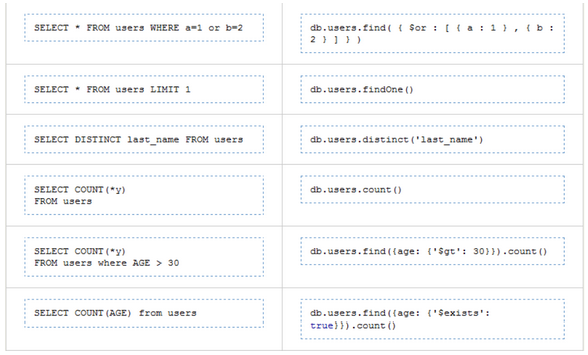 SELECT * FROM users WHERE a=1 or b=2
db.users.find( { $or : [ { a : 1 } , { b :
2 } ] } )
SELECT * FROM users LIMIT 1
db.users.findOne()
SELECT DISTINCT last_name FROM users
db.users.distinct('last_name')
SELECT COUNT(*y)
FROM users
db.users.count()
SELECT COUNT(*y)
FROM users where AGE > 30
db.users.find({age: {'$gt': 30}}).count()
SELECT COUNT(AGE) from users
db.users.find({age: {'$exists':
true}}).count()